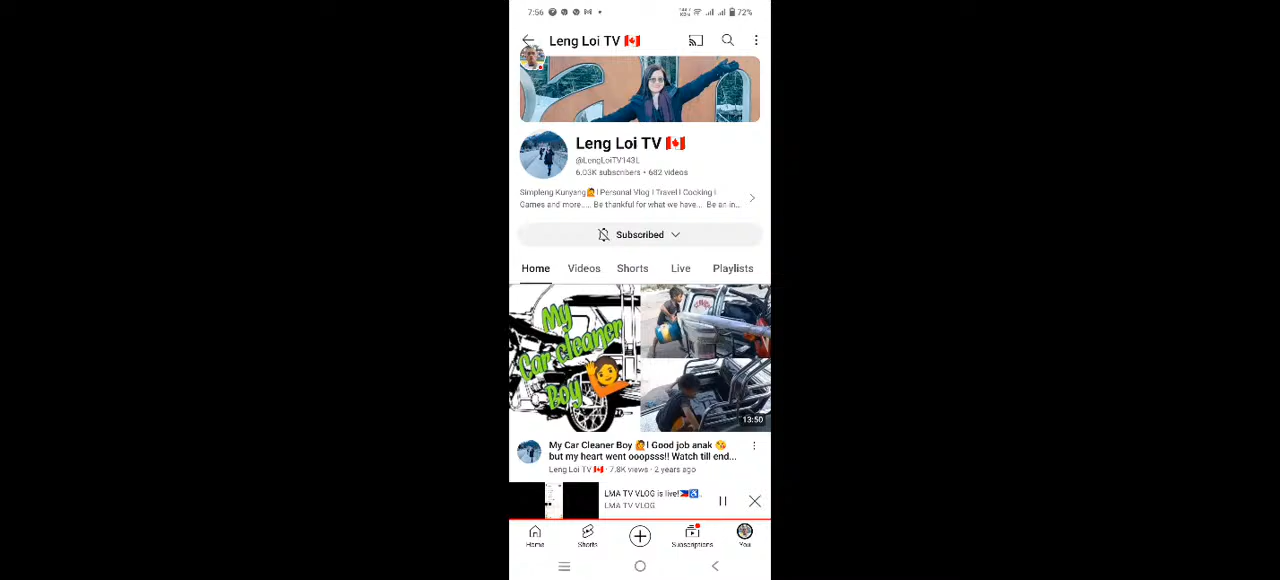 7:56
72%
Leng Loi TV 🇨🇦
Leng Loi TV 🇨🇦
@LengLoiTV143L
6.03K subscribers • 682 videos
Simpleng Kunyang🙋 I Personal Vlog I Travel I Cooking I
Games and more..... Be thankful for what we have.... Be an in...
Subscribed
Home Videos Shorts Live Playlists
My
Car cleaner
Boy
13:50
My Car Cleaner Boy 🙋 I Good job anak 😘
but my heart went ooopsss!! Watch till end...
Leng Loi TV 🇨🇦 · 7.8K views · 2 years ago
LMA TV VLOG is live!🇵🇭♿..
LMA TV VLOG
Home Shorts Subscriptions You